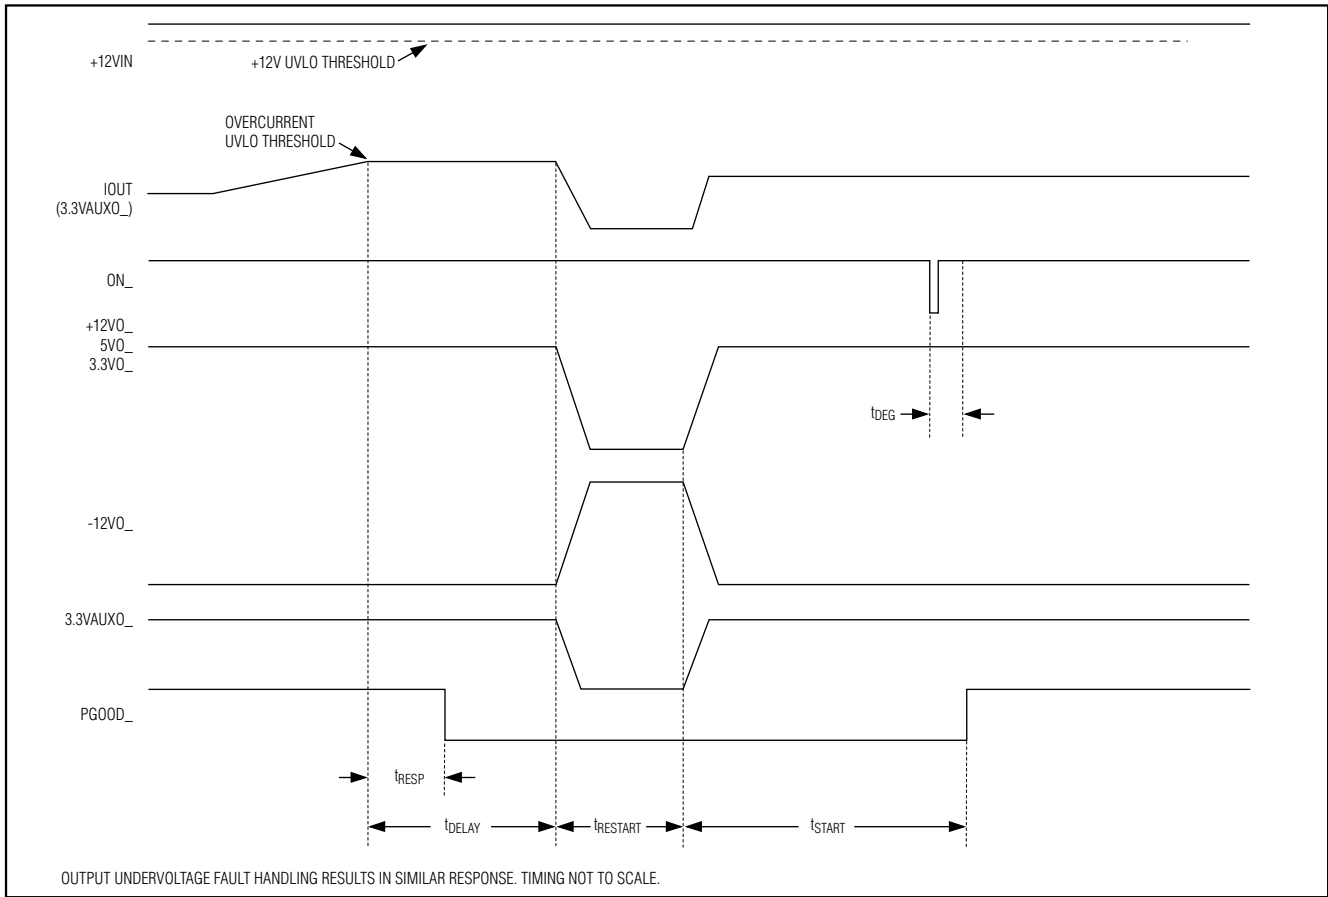 +12VIN
+12V UVLO THRESHOLD
OVERCURRENT
UVLO THRESHOLD
IOUT
(3.3VAUXO_)
ON_
+12VO_
5VO_
3.3VO_
tDEG
-12VO_
3.3VAUXO_
PGOOD_
tRESP
tDELAY
tRESTART
tSTART
OUTPUT UNDERVOLTAGE FAULT HANDLING RESULTS IN SIMILAR RESPONSE. TIMING NOT TO SCALE.